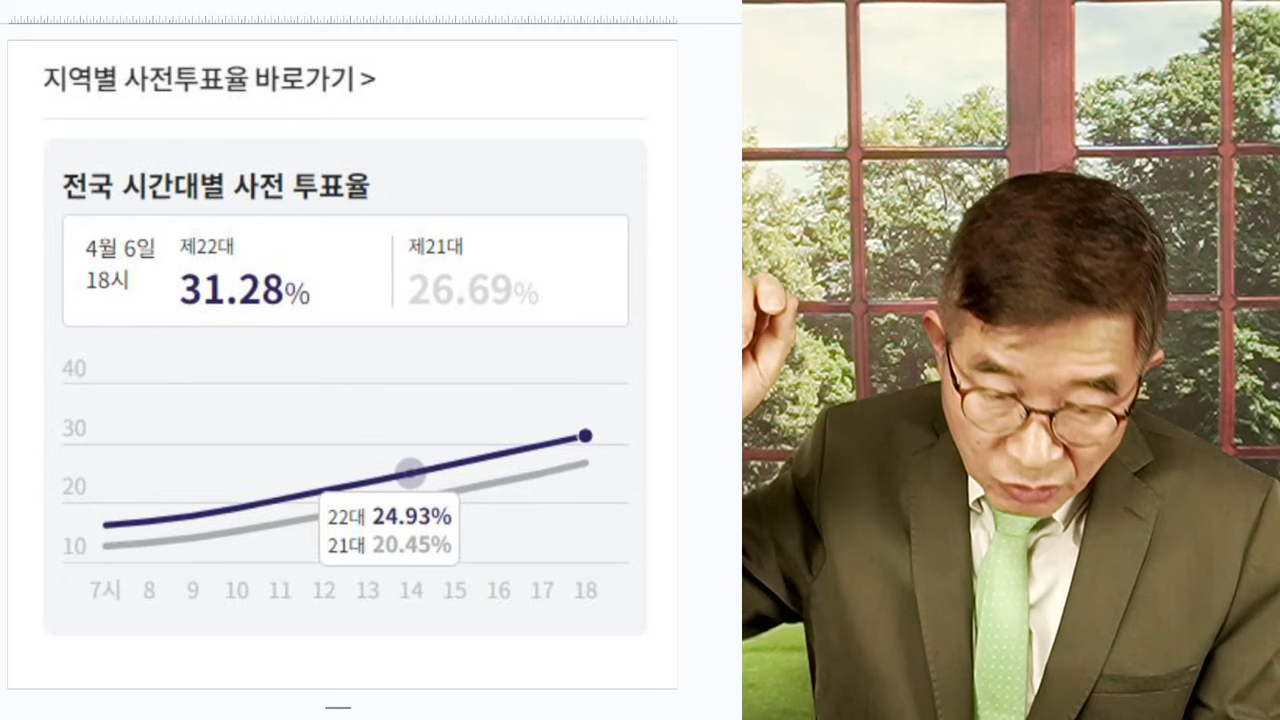 지역별 사전투표율 바로가기 >
전국 시간대별 사전 투표율
4월 6일
18시
제22대
31.28%
제21대
26.69%
40
30
20
10
22대 24.93%
21대 20.45%
7시 8 9 10 11 12 13 14 15 16 17 18